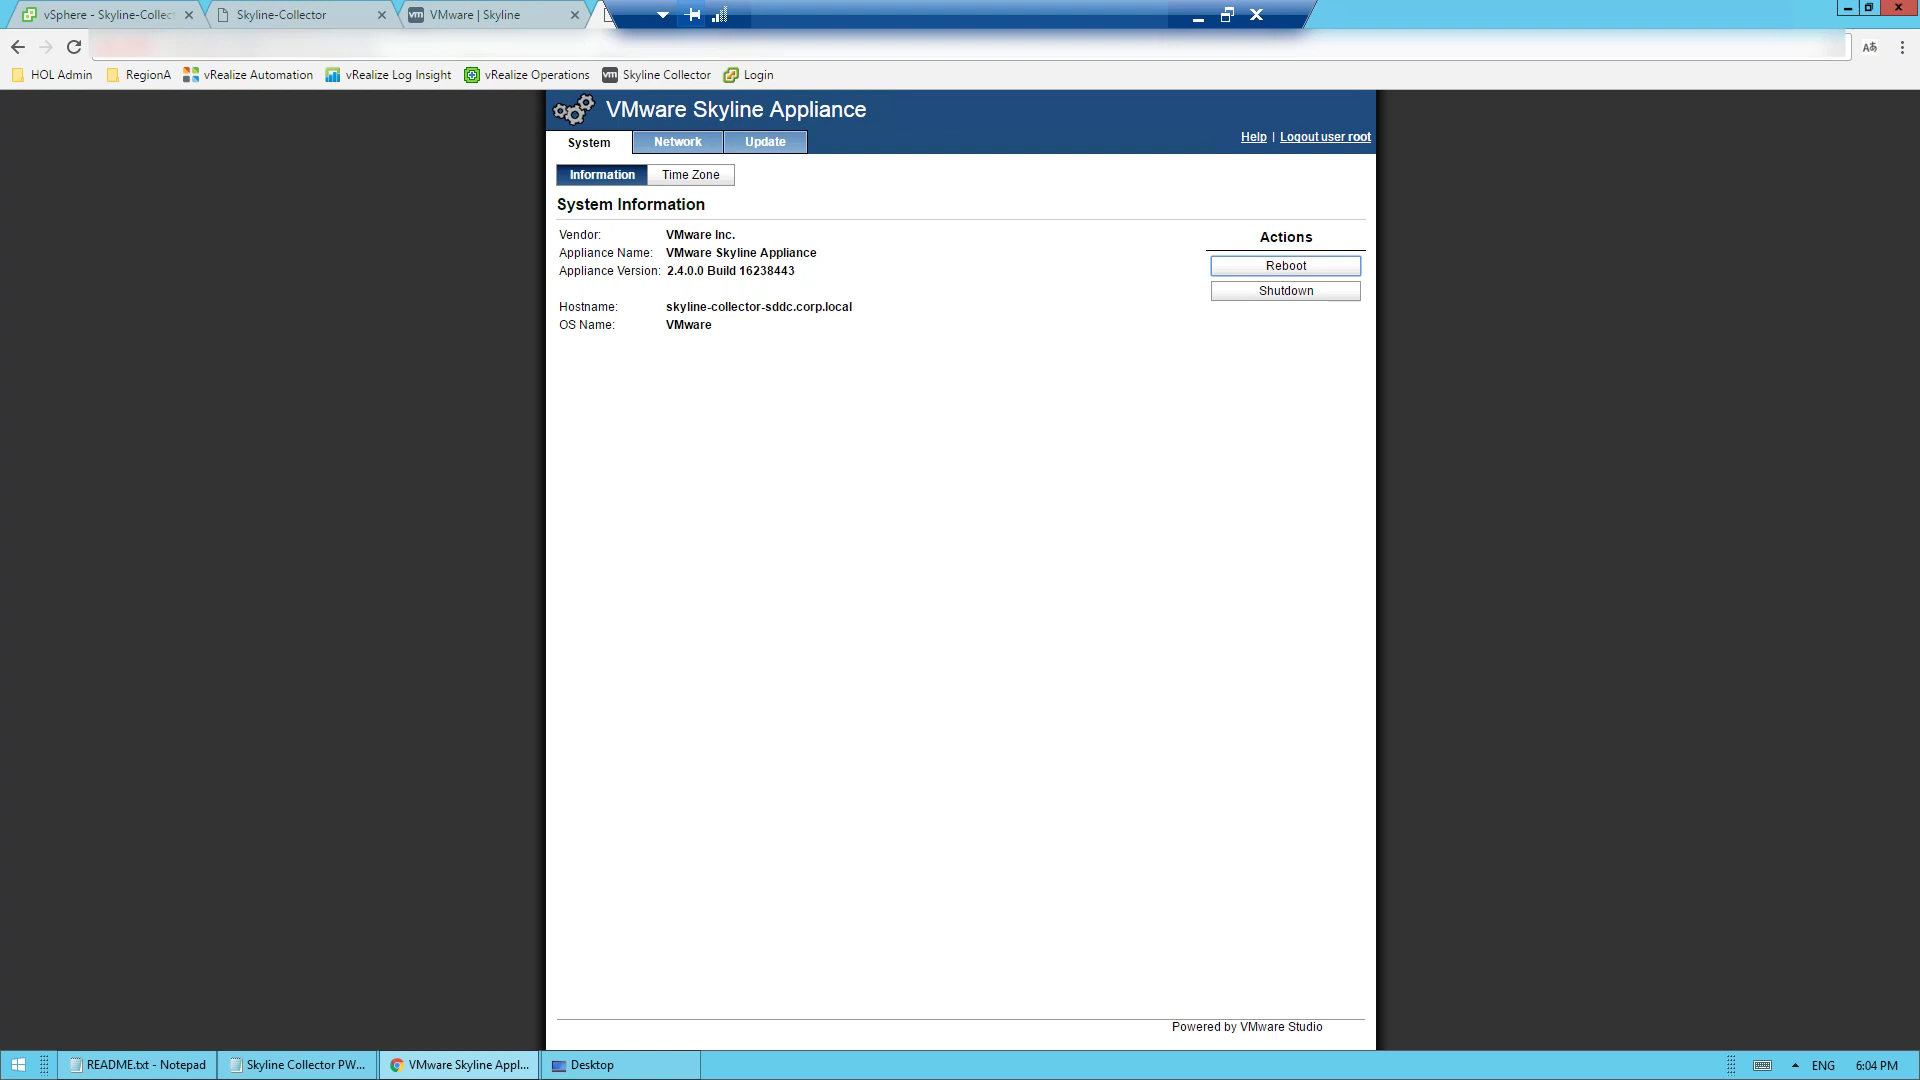 vSphere - Skyline-Collect
Skyline-Collector
VMware | Skyline
HOL Admin
RegionA
vRealize Automation
vRealize Log Insight
vRealize Operations
vm Skyline Collector
Login
VMware Skyline Appliance
System
Network
Update
Help | Logout user root
Information
Time Zone
System Information
Vendor: VMware Inc.
Appliance Name: VMware Skyline Appliance
Appliance Version: 2.4.0.0 Build 16238443
Hostname: skyline-collector-sddc.corp.local
OS Name: VMware
Actions
Reboot
Shutdown
Powered by VMware Studio
README.txt - Notepad
Skyline Collector PW...
VMware Skyline Appl...
Desktop
ENG
6:04 PM